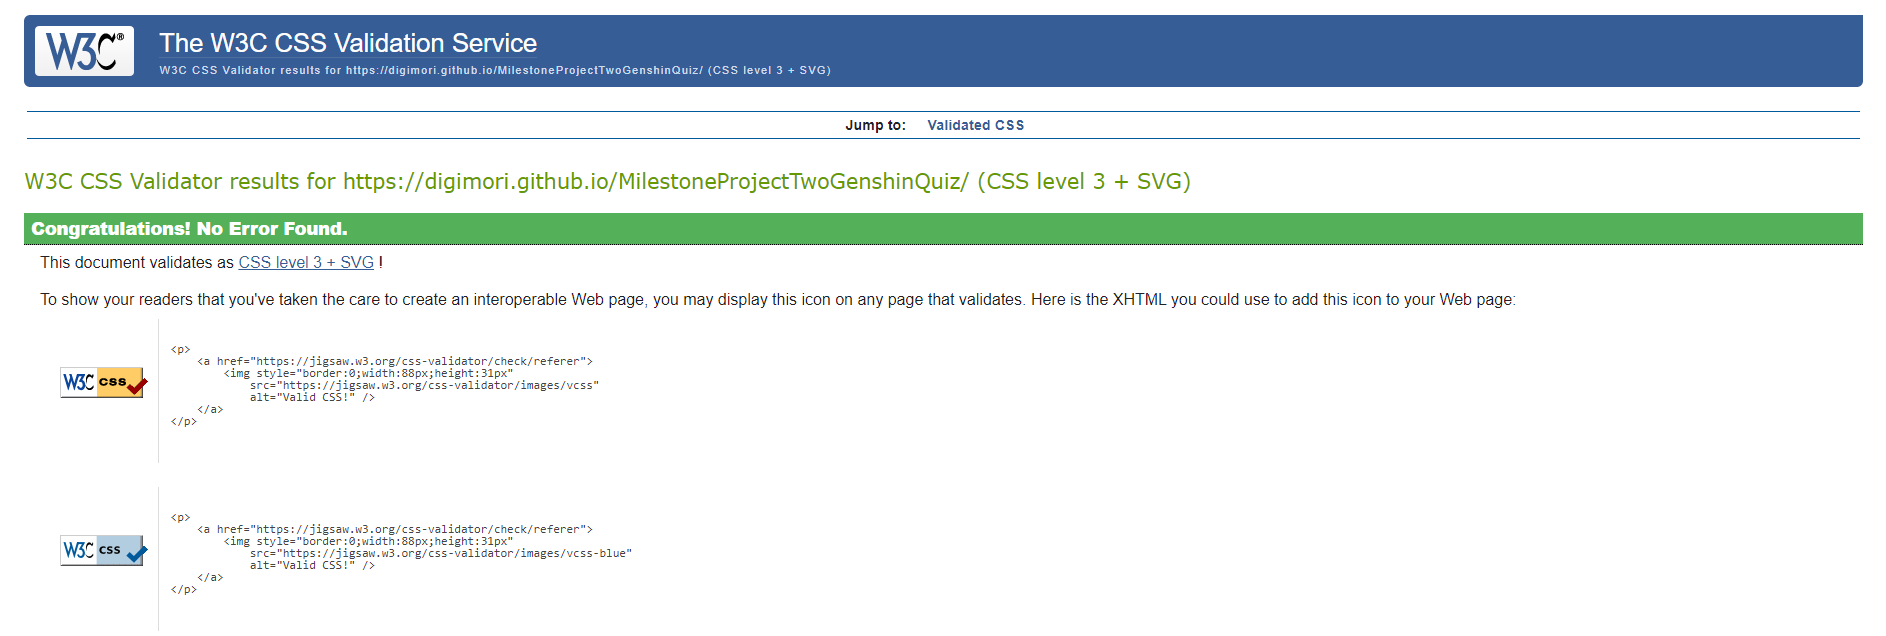 W3C®
The W3C CSS Validation Service
W3C CSS Validator results for https://digimori.github.io/MilestoneProjectTwoGenshinQuiz/ (CSS level 3 + SVG)
Jump to: Validated CSS
W3C CSS Validator results for https://digimori.github.io/MilestoneProjectTwoGenshinQuiz/ (CSS level 3 + SVG)
Congratulations! No Error Found.
This document validates as CSS level 3 + SVG !
To show your readers that you've taken the care to create an interoperable Web page, you may display this icon on any page that validates. Here is the XHTML you could use to add this icon to your Web page:
W3C css
<p>
    <a href="https://jigsaw.w3.org/css-validator/check/referer">
        <img style="border:0;width:88px;height:31px"
            src="https://jigsaw.w3.org/css-validator/images/vcss"
            alt="Valid CSS!" />
    </a>
</p>
W3C css
<p>
    <a href="https://jigsaw.w3.org/css-validator/check/referer">
        <img style="border:0;width:88px;height:31px"
            src="https://jigsaw.w3.org/css-validator/images/vcss-blue"
            alt="Valid CSS!" />
    </a>
</p>